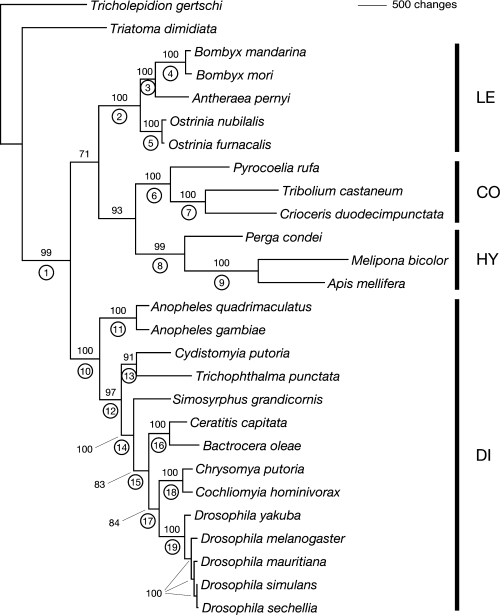 Tricholepidion gertschi
500 changes
Triatoma dimidiata
100
Bombyx mandarina
100
4
Bombyx mori
3
LE
100
Antheraea pernyi
2
100
Ostrinia nubilalis
5
Ostrinia furnacalis
71
Pyrocoelia rufa
100
6
100
Tribolium castaneum
CO
7
Crioceris duodecimpunctata
93
Perga condei
99
8
100
Melipona bicolor
HY
99
1
9
Apis mellifera
100
Anopheles quadrimaculatus
11
Anopheles gambiae
100
10
91
Cydistomyia putoria
13
Trichophthalma punctata
97
12
Simosyrphus grandicornis
100
14
100
Ceratitis capitata
16
Bactrocera oleae
DI
83
15
100
Chrysomya putoria
18
Cochliomyia hominivorax
84
17
Drosophila yakuba
100
19
Drosophila melanogaster
Drosophila mauritiana
100
Drosophila simulans
Drosophila sechellia